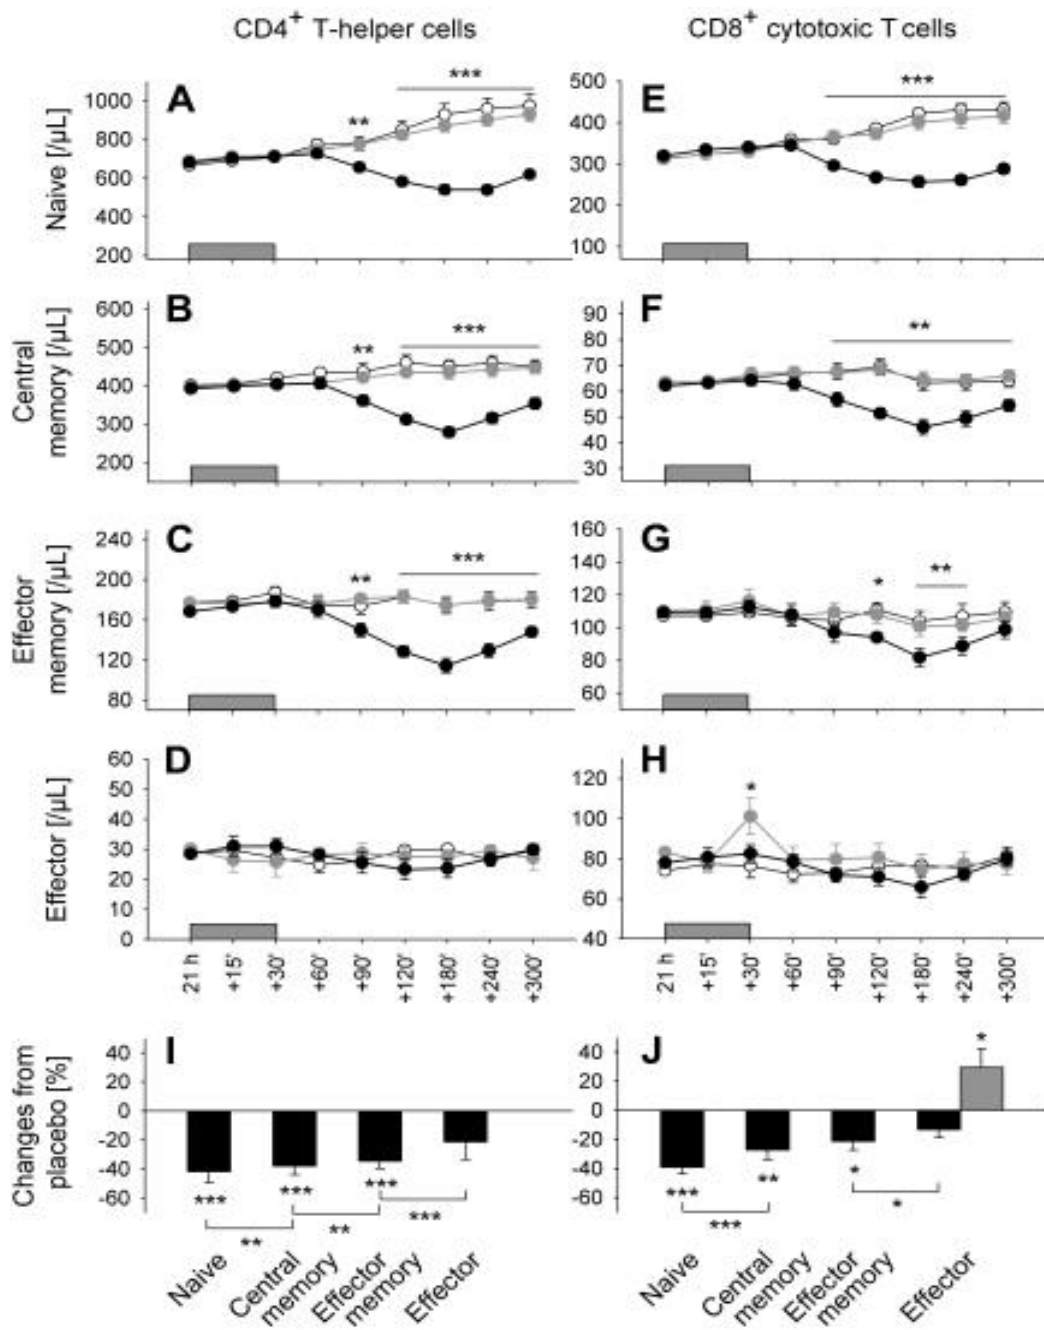 CD4+ T-helper cells
CD8+ cytotoxic T cells
Naive [/µL]
A
1000
800
600
400
200
**
***
E
500
400
300
200
100
***
Central
memory [/µL]
B
600
500
400
300
200
**
***
F
90
80
70
60
50
40
30
**
Effector
memory [/µL]
C
240
200
160
120
80
**
***
G
160
140
120
100
80
60
*
**
Effector [/µL]
D
60
50
40
30
20
10
0
H
120
100
80
60
40
*
21 h
+15'
+30'
+60'
+90'
+120'
+180'
+240'
+300'
21 h
+15'
+30'
+60'
+90'
+120'
+180'
+240'
+300'
Changes from
placebo [%]
I
40
20
0
-20
-40
-60
***
***
***
**
**
***
J
40
20
0
-20
-40
-60
*
***
**
*
***
*
Naive
Central
memory
Effector
memory
Effector
Naive
Central
memory
Effector
memory
Effector